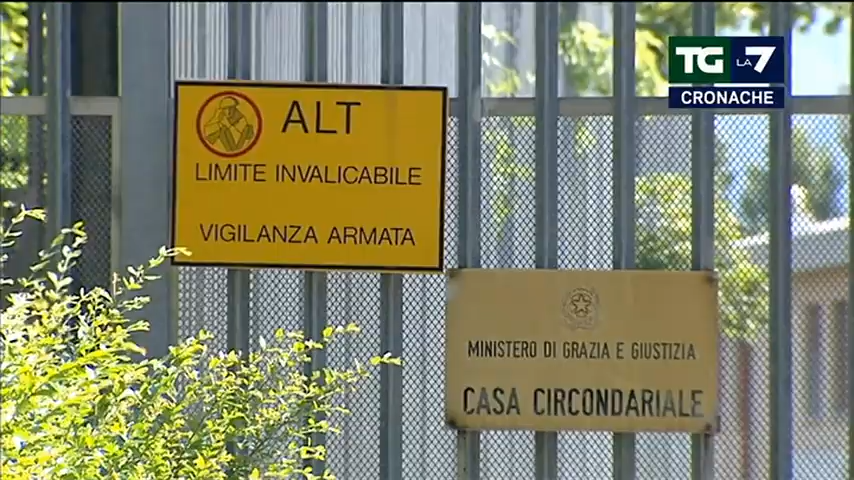 TG LA7
CRONACHE
ALT
LIMITE INVALICABILE
VIGILANZA ARMATA
MINISTERO DI GRAZIA E GIUSTIZIA
CASA CIRCONDARIALE